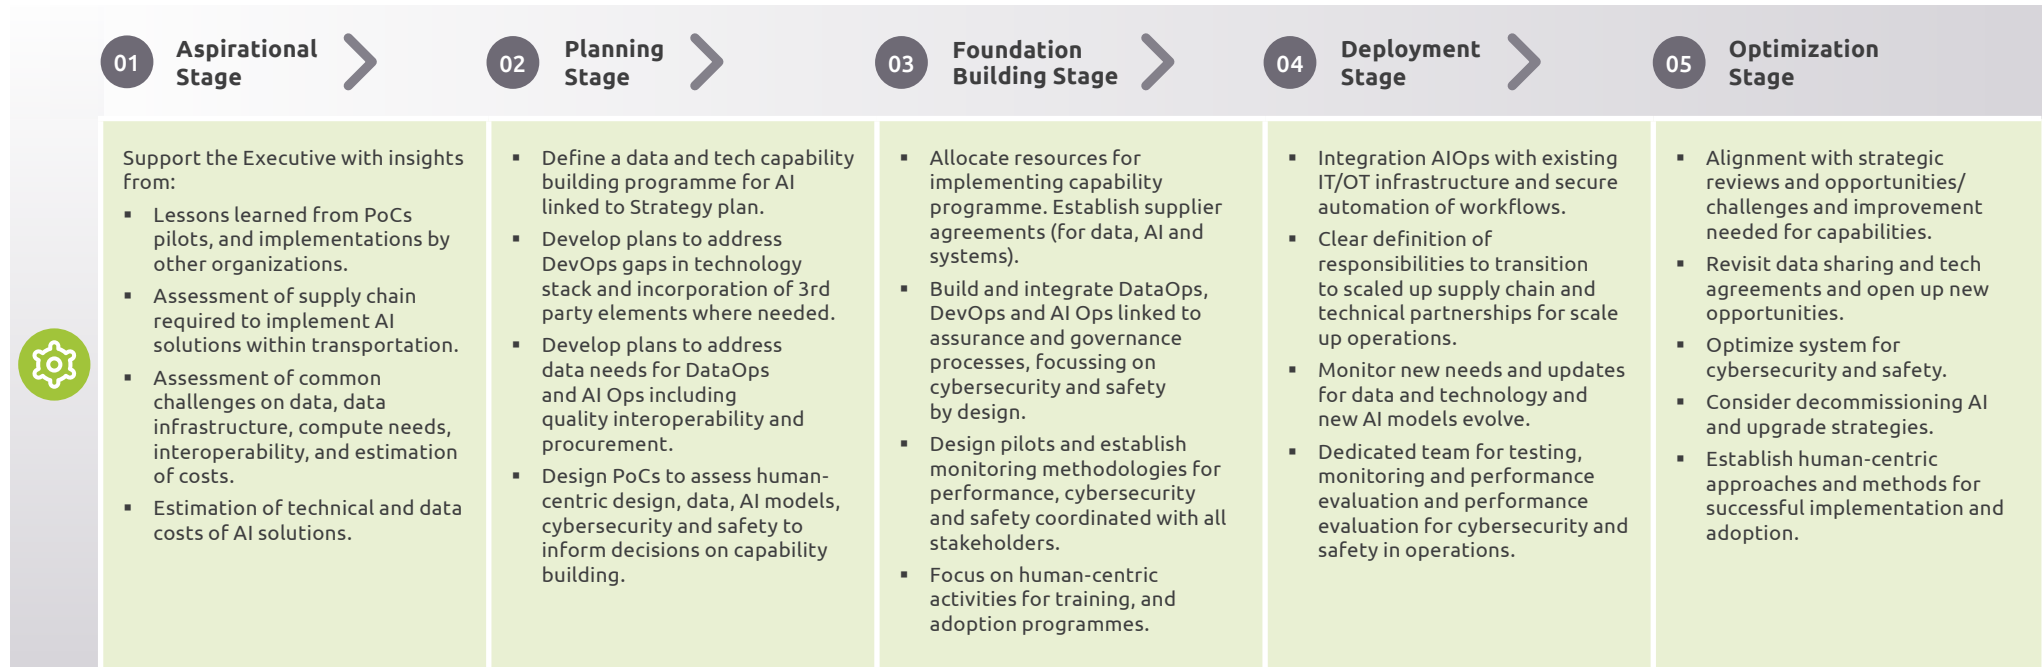 01
Aspirational
Stage
02
Planning
Stage
03
Foundation
Building Stage
04
Deployment
Stage
05
Optimization
Stage
Support the Executive with insights
from:
▪ Lessons learned from PoCs
pilots, and implementations by
other organizations.
▪ Assessment of supply chain
required to implement AI
solutions within transportation.
▪ Assessment of common
challenges on data, data
infrastructure, compute needs,
interoperability, and estimation
of costs.
▪ Estimation of technical and data
costs of AI solutions.
▪ Define a data and tech capability
building programme for AI
linked to Strategy plan.
▪ Develop plans to address
DevOps gaps in technology
stack and incorporation of 3rd
party elements where needed.
▪ Develop plans to address
data needs for DataOps
and AI Ops including
quality interoperability and
procurement.
▪ Design PoCs to assess human-
centric design, data, AI models,
cybersecurity and safety to
inform decisions on capability
building.
▪ Allocate resources for
implementing capability
programme. Establish supplier
agreements (for data, AI and
systems).
▪ Build and integrate DataOps,
DevOps and AI Ops linked to
assurance and governance
processes, focussing on
cybersecurity and safety
by design.
▪ Design pilots and establish
monitoring methodologies for
performance, cybersecurity
and safety coordinated with all
stakeholders.
▪ Focus on human-centric
activities for training, and
adoption programmes.
▪ Integration AIOps with existing
IT/OT infrastructure and secure
automation of workflows.
▪ Clear definition of
responsibilities to transition
to scaled up supply chain and
technical partnerships for scale
up operations.
▪ Monitor new needs and updates
for data and technology and
new AI models evolve.
▪ Dedicated team for testing,
monitoring and performance
evaluation and performance
evaluation for cybersecurity and
safety in operations.
▪ Alignment with strategic
reviews and opportunities/
challenges and improvement
needed for capabilities.
▪ Revisit data sharing and tech
agreements and open up new
opportunities.
▪ Optimize system for
cybersecurity and safety.
▪ Consider decommissioning AI
and upgrade strategies.
▪ Establish human-centric
approaches and methods for
successful implementation and
adoption.